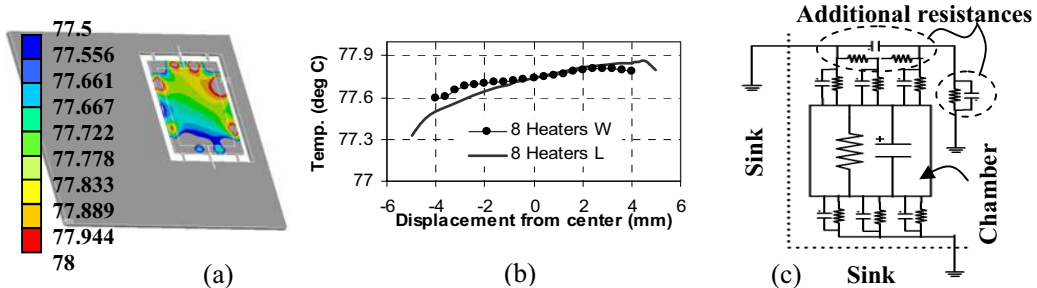 77.5
77.556
77.661
77.667
77.722
77.778
77.833
77.889
77.944
78
(a)
Temp. (deg C)
77.9
77.6
77.3
77
8 Heaters W
8 Heaters L
-6 -4 -2 0 2 4 6
Displacement from center (mm)
(b)
Additional resistances
+
Sink
Chamber
(c)
Sink